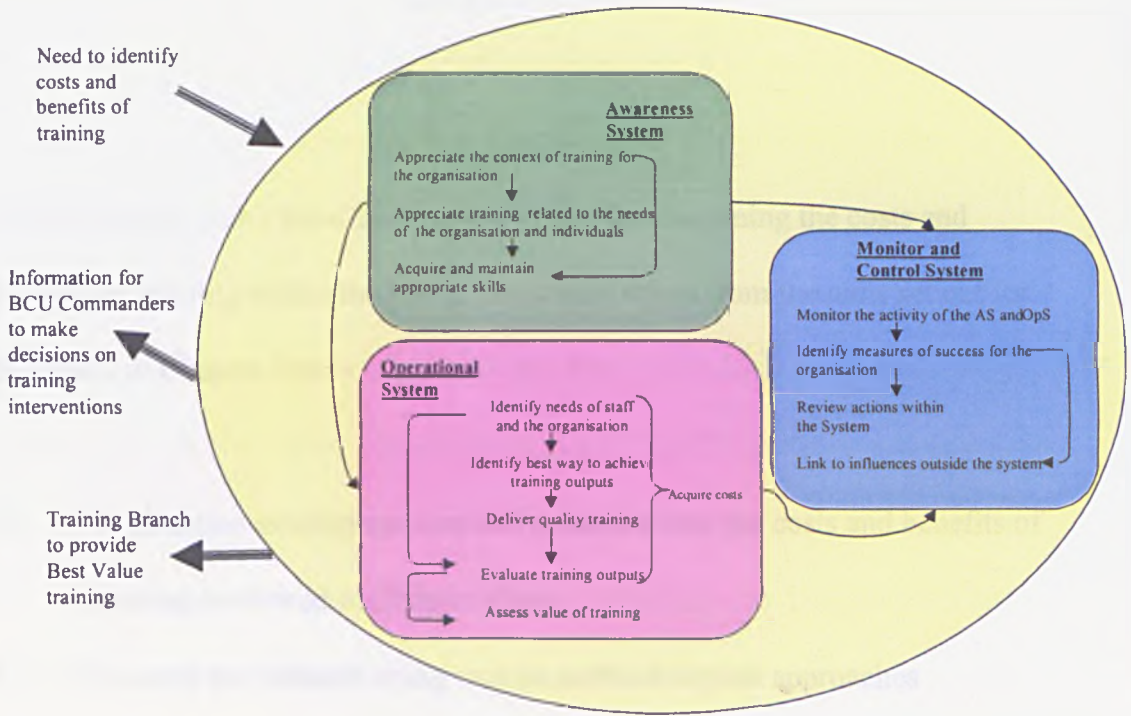 Need to identify
costs and
benefits of
training
Information for
BCU Commanders
to make
decisions on
training
interventions
Training Branch
to provide
Best Value
training
Awareness
System
Appreciate the context of training for
the organisation
Appreciate training related to the needs
of the organisation and individuals
Acquire and maintain
appropriate skills
Operational
System
Identify needs of staff
and the organisation
Identify best way to achieve
training outputs
Deliver quality training
Evaluate training outputs
Assess value of training
Acquire costs
Monitor and
Control System
Monitor the activity of the AS andOpS
Identify measures of success for the
organisation
Review actions within
the System
Link to influences outside the system